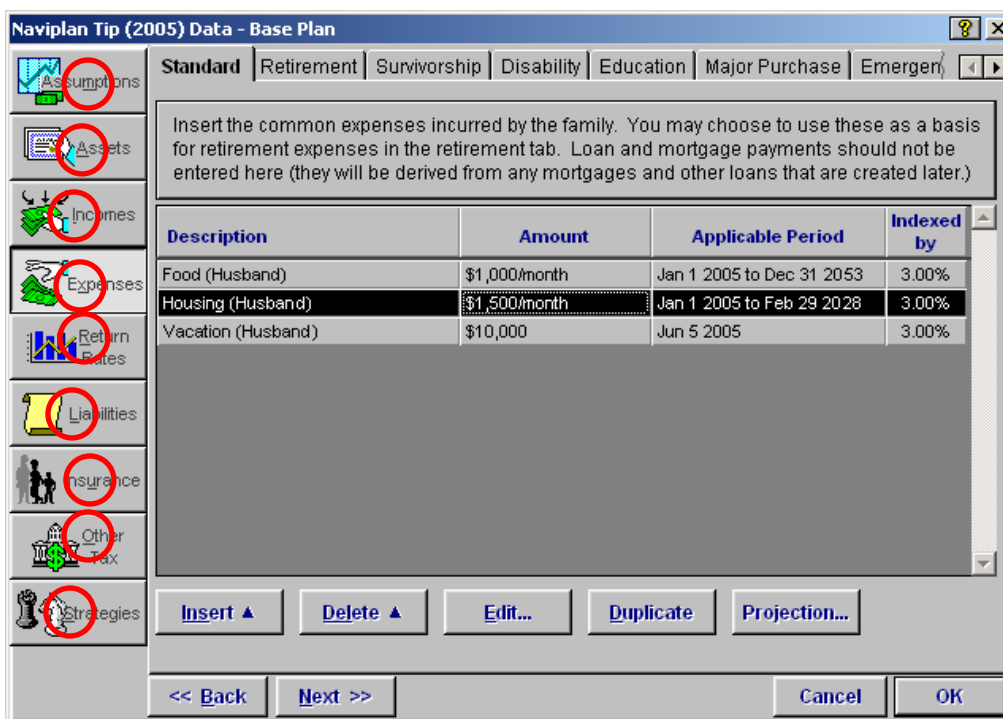 Naviplan Tip (2005) Data - Base Plan
Assumptions
Assets
Incomes
Expenses
Return
Rates
Liabilities
Insurance
Other
Tax
Strategies
Standard Retirement Survivorship Disability Education Major Purchase Emergen
Insert the common expenses incurred by the family. You may choose to use these as a basis
for retirement expenses in the retirement tab. Loan and mortgage payments should not be
entered here (they will be derived from any mortgages and other loans that are created later.)
Description Amount Applicable Period Indexed by
Food (Husband) $1,000/month Jan 1 2005 to Dec 31 2053 3.00%
Housing (Husband) $1,500/month Jan 1 2005 to Feb 29 2028 3.00%
Vacation (Husband) $10,000 Jun 5 2005 3.00%
Insert ▲ Delete ▲ Edit... Duplicate Projection...
<< Back Next >> Cancel OK